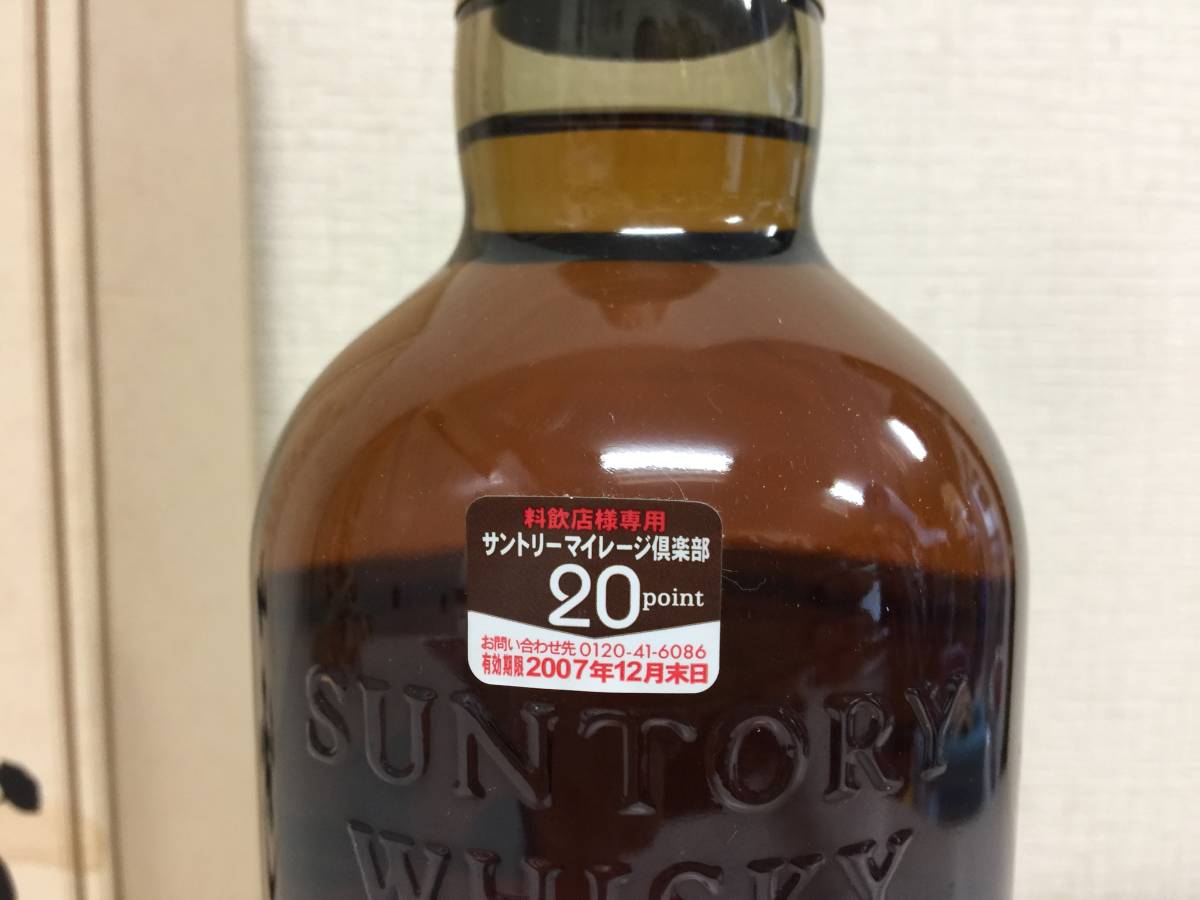 料飲店様専用
サントリーマイレージ倶楽部
20point
お問い合わせ先 0120-41-6086
有効期限 2007年12月末日
SUNTORY
WHISKY